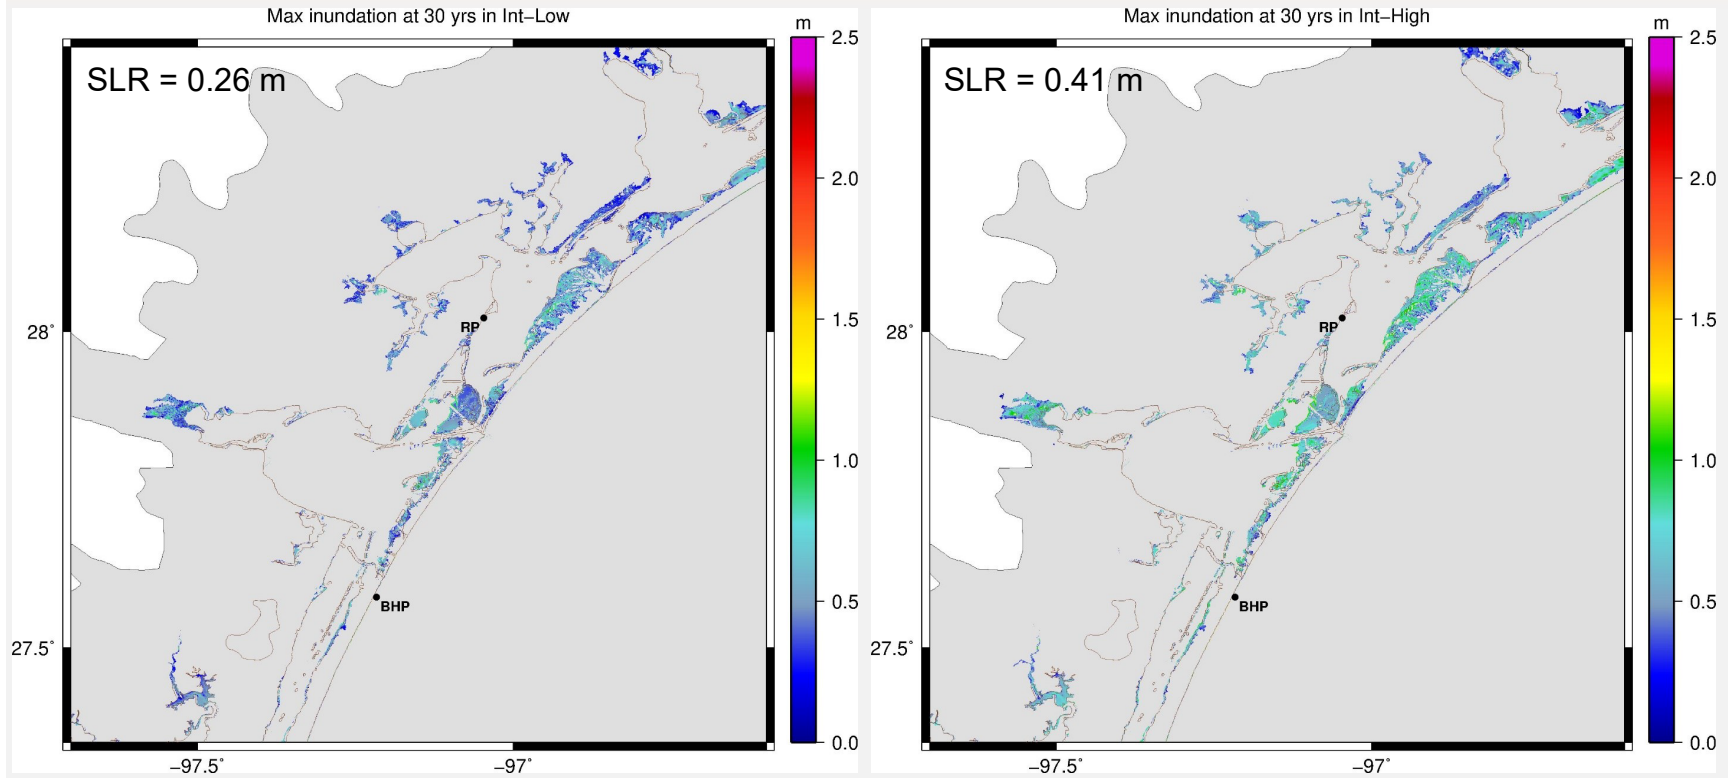 Max inundation at 30 yrs in Int-Low
m
SLR = 0.26 m
2.5
2.0
1.5
1.0
0.5
0.0
28°
27.5°
RP
BHP
−97.5°
−97°
Max inundation at 30 yrs in Int-High
m
SLR = 0.41 m
2.5
2.0
1.5
1.0
0.5
0.0
28°
27.5°
RP
BHP
−97.5°
−97°